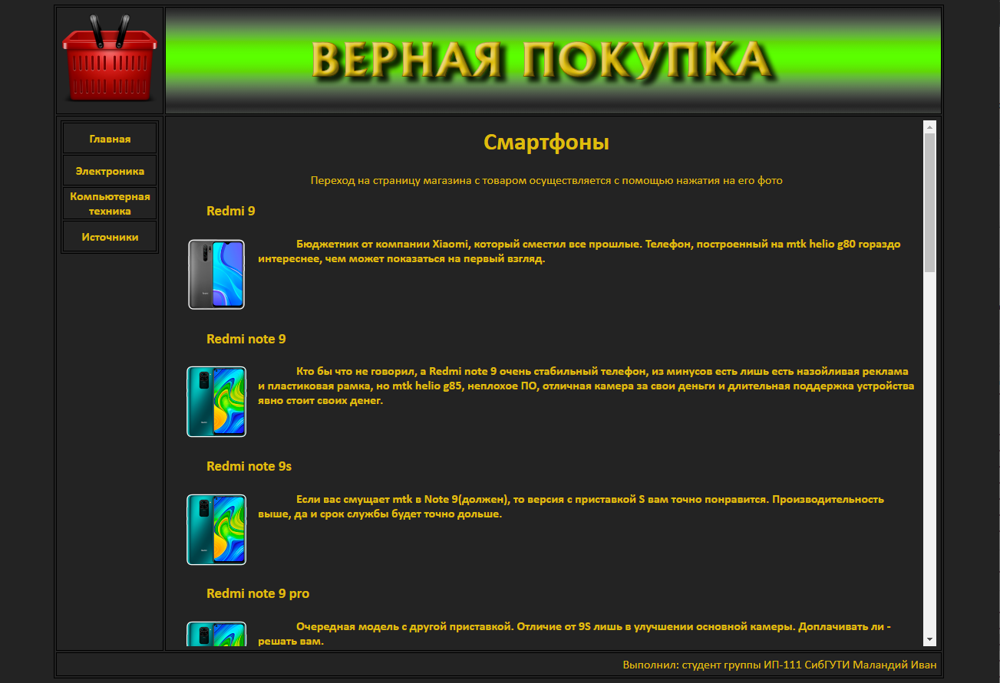 ВЕРНАЯ ПОКУПКА
Главная
Электроника
Компьютерная
техника
Источники
Смартфоны
Переход на страницу магазина с товаром осуществляется с помощью нажатия на его фото
Redmi 9
Бюджетник от компании Xiaomi, который сместил все прошлые. Телефон, построенный на mtk helio g80 гораздо
интереснее, чем может показаться на первый взгляд.
Redmi note 9
Кто бы что не говорил, а Redmi note 9 очень стабильный телефон, из минусов есть лишь есть назойливая реклама
и пластиковая рамка, но mtk helio g85, неплохое ПО, отличная камера за свои деньги и длительная поддержка устройства
явно стоит своих денег.
Redmi note 9s
Если вас смущает mtk в Note 9(должен), то версия с приставкой S вам точно понравится. Производительность
выше, да и срок службы будет точно дольше.
Redmi note 9 pro
Очередная модель с другой приставкой. Отличие от 9S лишь в улучшении основной камеры. Доплачивать ли -
решать вам.
Выполнил: студент группы ИП-111 СибГУТИ Маландий Иван